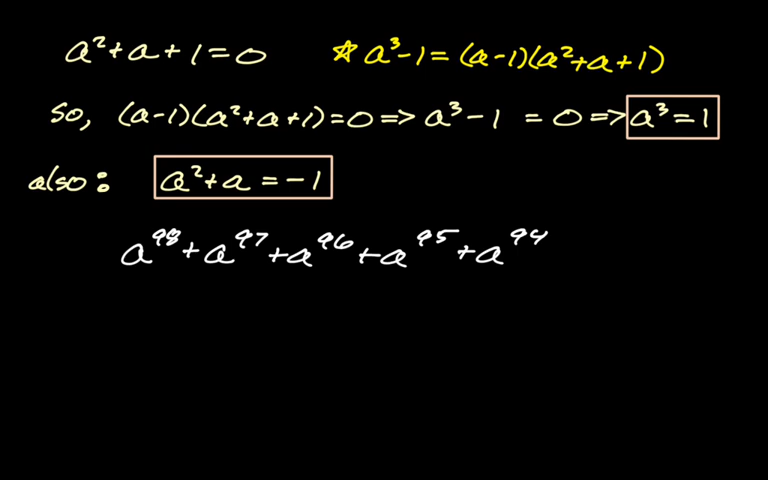 a²+a+1=0 ☆ a³-1=(a-1)(a²+a+1)
so, (a-1)(a²+a+1)=0 => a³-1 = 0 => a³=1
also: a²+a=-1
a⁹⁸+a⁹⁷+a⁹⁶+a⁹⁵+a⁹⁴